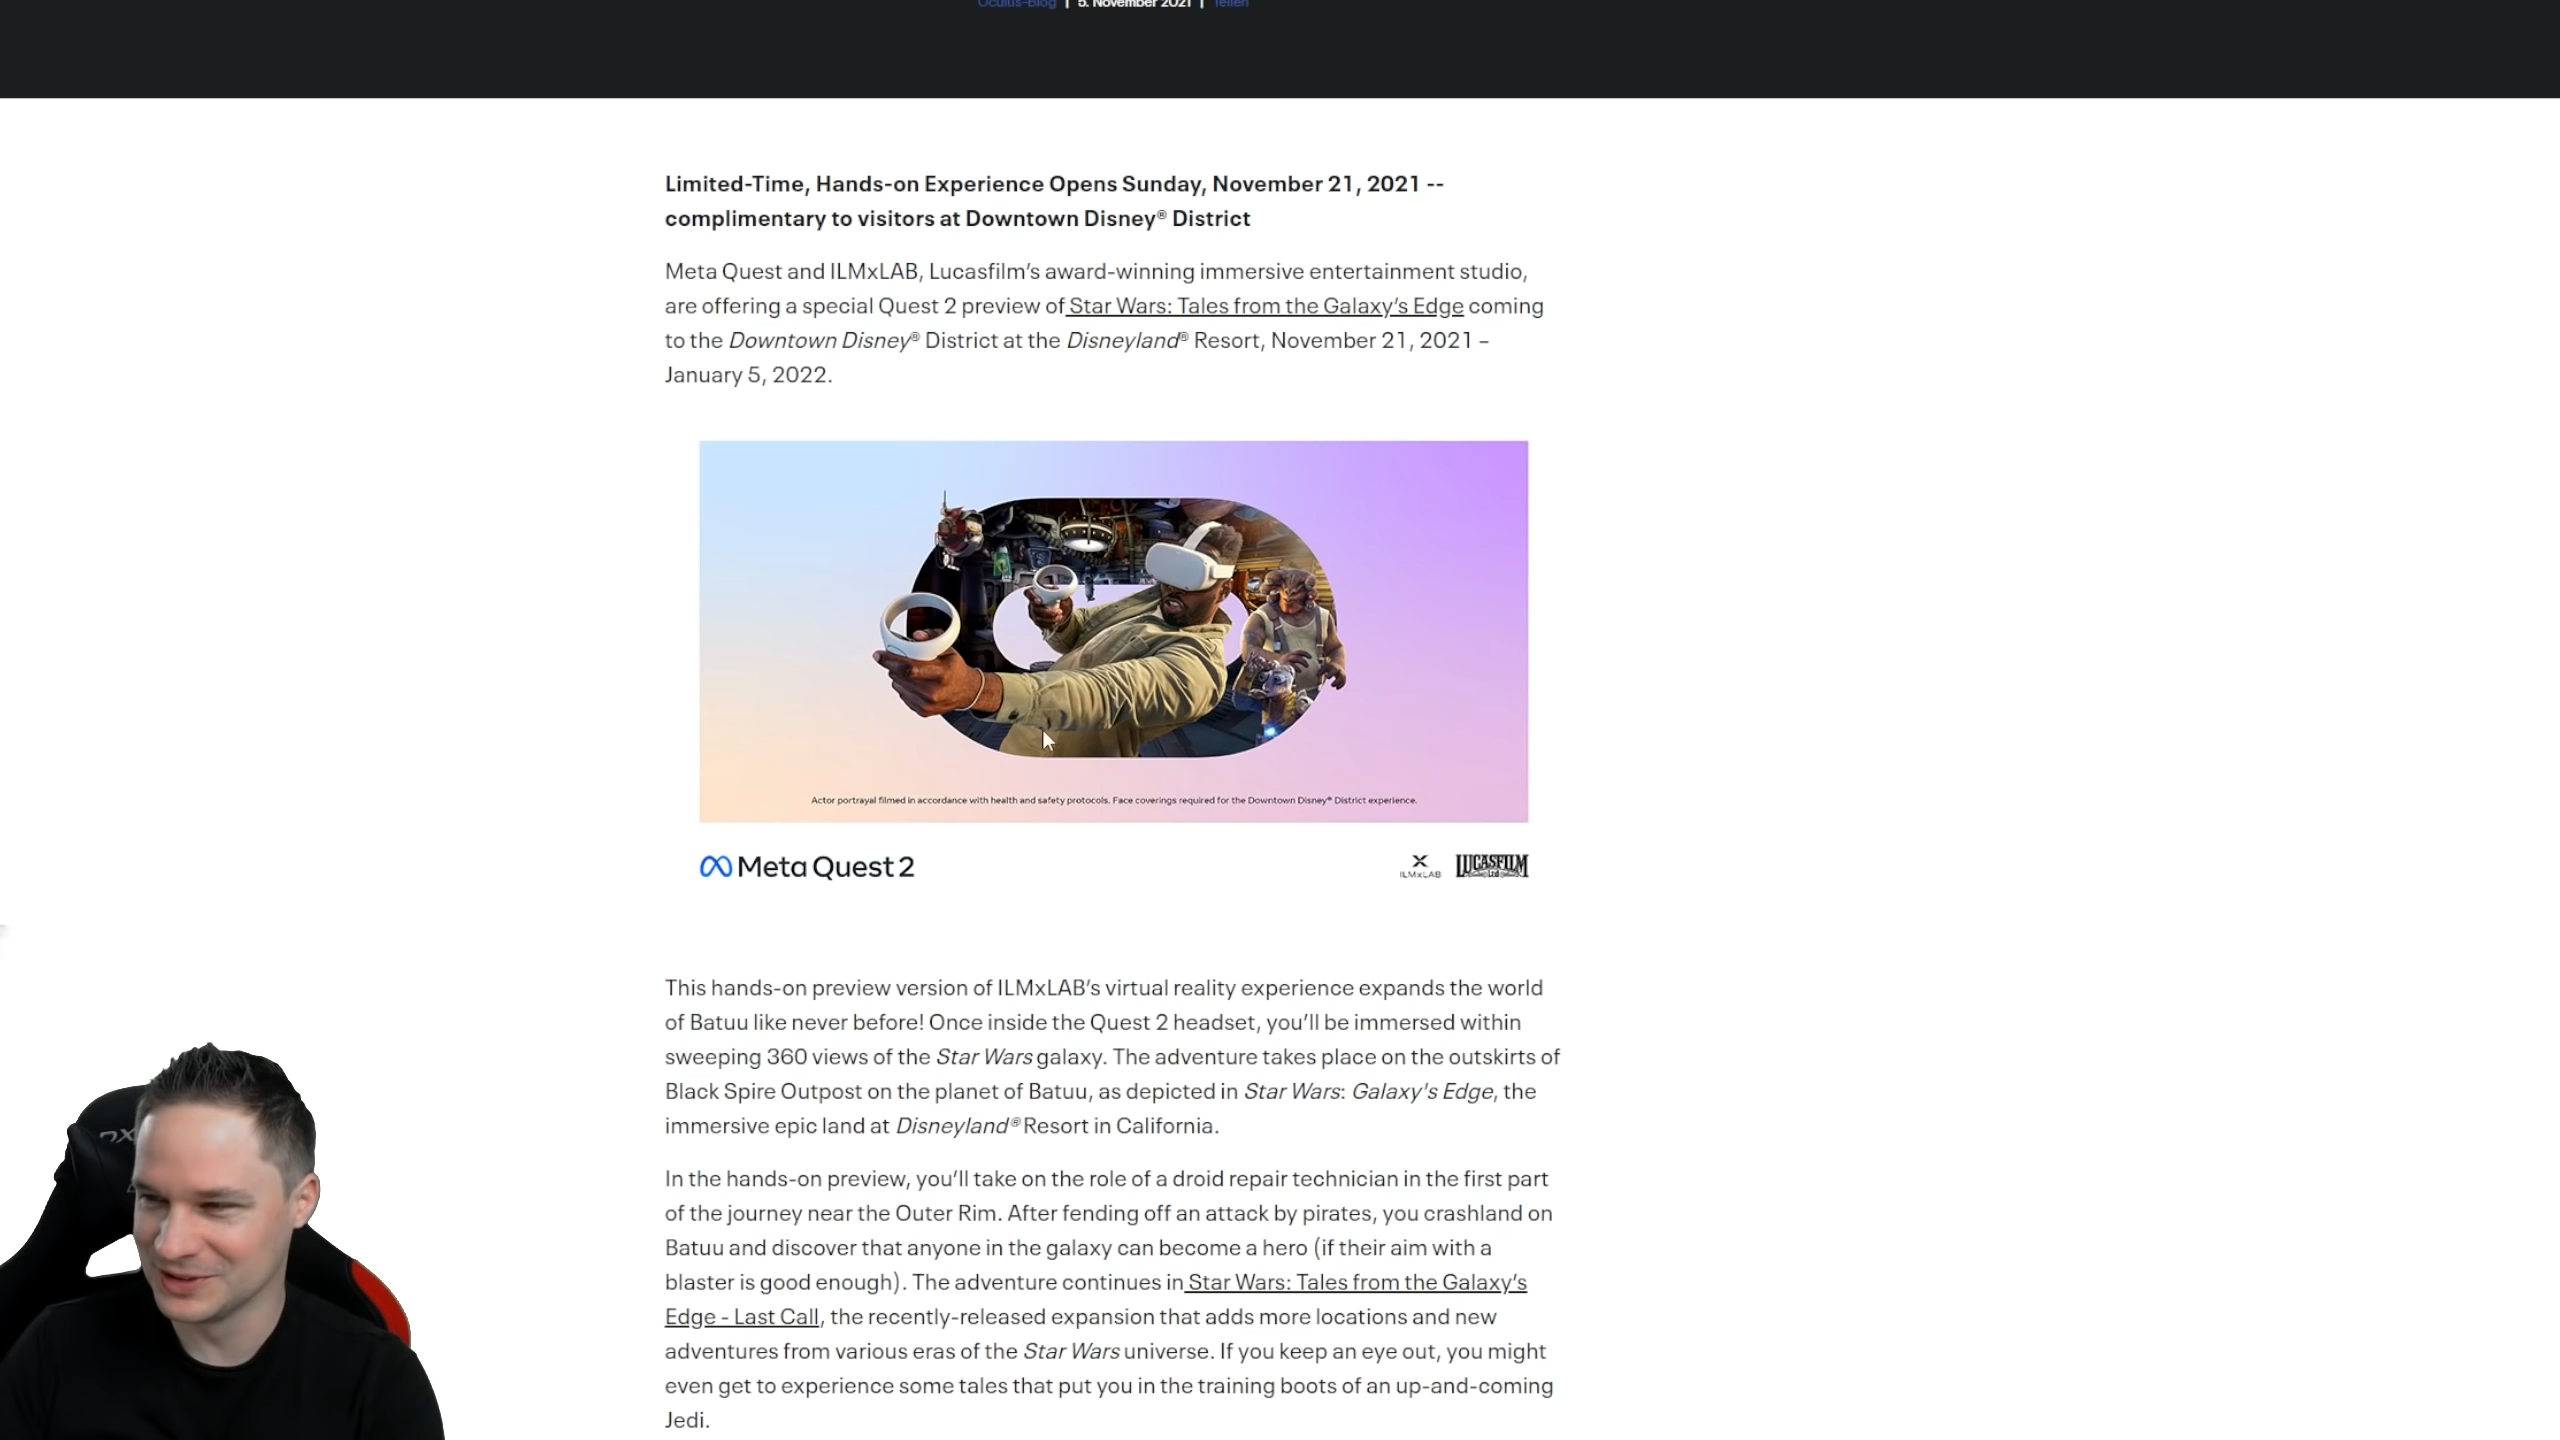 Oculus-Blog | 5. November 2021 | Teilen
Limited-Time, Hands-on Experience Opens Sunday, November 21, 2021 --
complimentary to visitors at Downtown Disney® District
Meta Quest and ILMxLAB, Lucasfilm’s award-winning immersive entertainment studio,
are offering a special Quest 2 preview of Star Wars: Tales from the Galaxy’s Edge coming
to the Downtown Disney® District at the Disneyland® Resort, November 21, 2021 –
January 5, 2022.
Actor portrayal filmed in accordance with health and safety protocols. Face coverings required for the Downtown Disney® District experience.
Meta Quest 2
ILMxLAB
LUCASFILM Ltd
This hands-on preview version of ILMxLAB’s virtual reality experience expands the world
of Batuu like never before! Once inside the Quest 2 headset, you’ll be immersed within
sweeping 360 views of the Star Wars galaxy. The adventure takes place on the outskirts of
Black Spire Outpost on the planet of Batuu, as depicted in Star Wars: Galaxy's Edge, the
immersive epic land at Disneyland® Resort in California.
In the hands-on preview, you’ll take on the role of a droid repair technician in the first part
of the journey near the Outer Rim. After fending off an attack by pirates, you crashland on
Batuu and discover that anyone in the galaxy can become a hero (if their aim with a
blaster is good enough). The adventure continues in Star Wars: Tales from the Galaxy’s
Edge - Last Call, the recently-released expansion that adds more locations and new
adventures from various eras of the Star Wars universe. If you keep an eye out, you might
even get to experience some tales that put you in the training boots of an up-and-coming
Jedi.